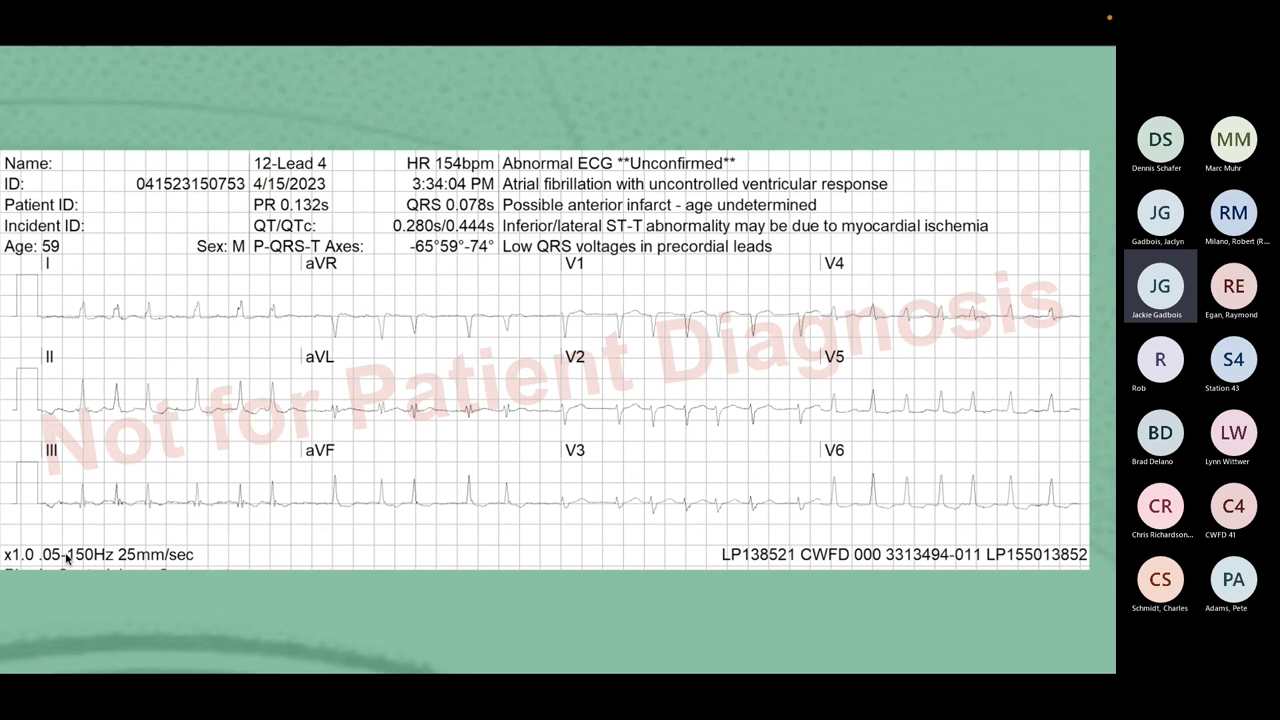 Name: 12-Lead 4 HR 154bpm Abnormal ECG **Unconfirmed**
ID: 041523150753 4/15/2023 3:34:04 PM Atrial fibrillation with uncontrolled ventricular response
Patient ID: PR 0.132s QRS 0.078s Possible anterior infarct - age undetermined
Incident ID: QT/QTc: 0.280s/0.444s Inferior/lateral ST-T abnormality may be due to myocardial ischemia
Age: 59 Sex: M P-QRS-T Axes: -65°59°-74° Low QRS voltages in precordial leads
I aVR V1 V4
II aVL V2 V5
III aVF V3 V6
Not for Patient Diagnosis
x1.0 .05-150Hz 25mm/sec LP138521 CWFD 000 3313494-011 LP155013852
DS MM
Dennis Schafer Marc Muhr
JG RM
Gadbois, Jaclyn Milano, Robert (R...
JG RE
Jackie Gadbois Egan, Raymond
R S4
Rob Station 43
BD LW
Brad Delano Lynn Wittwer
CR C4
Chris Richardson... CWFD 41
CS PA
Schmidt, Charles Adams, Pete